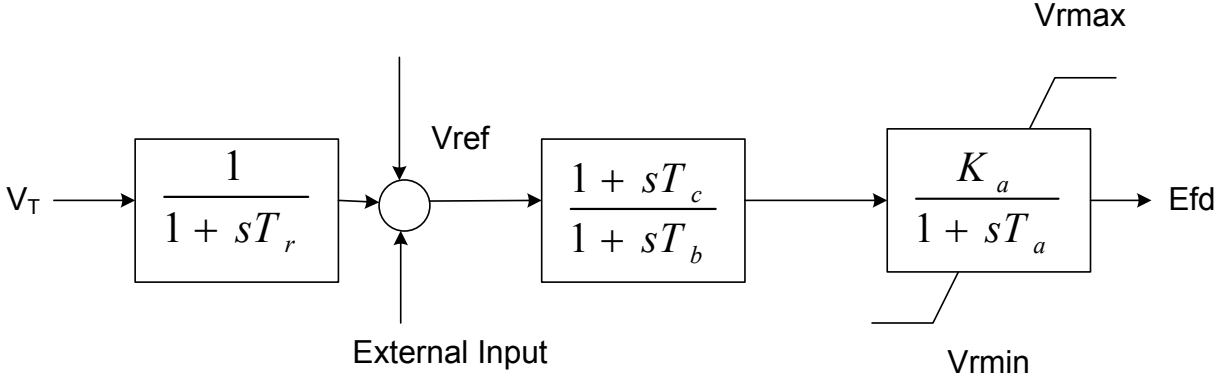 Vrmax
Vref
V_T
1
1 + sT_r
1 + sT_c
1 + sT_b
K_a
1 + sT_a
Efd
External Input
Vrmin